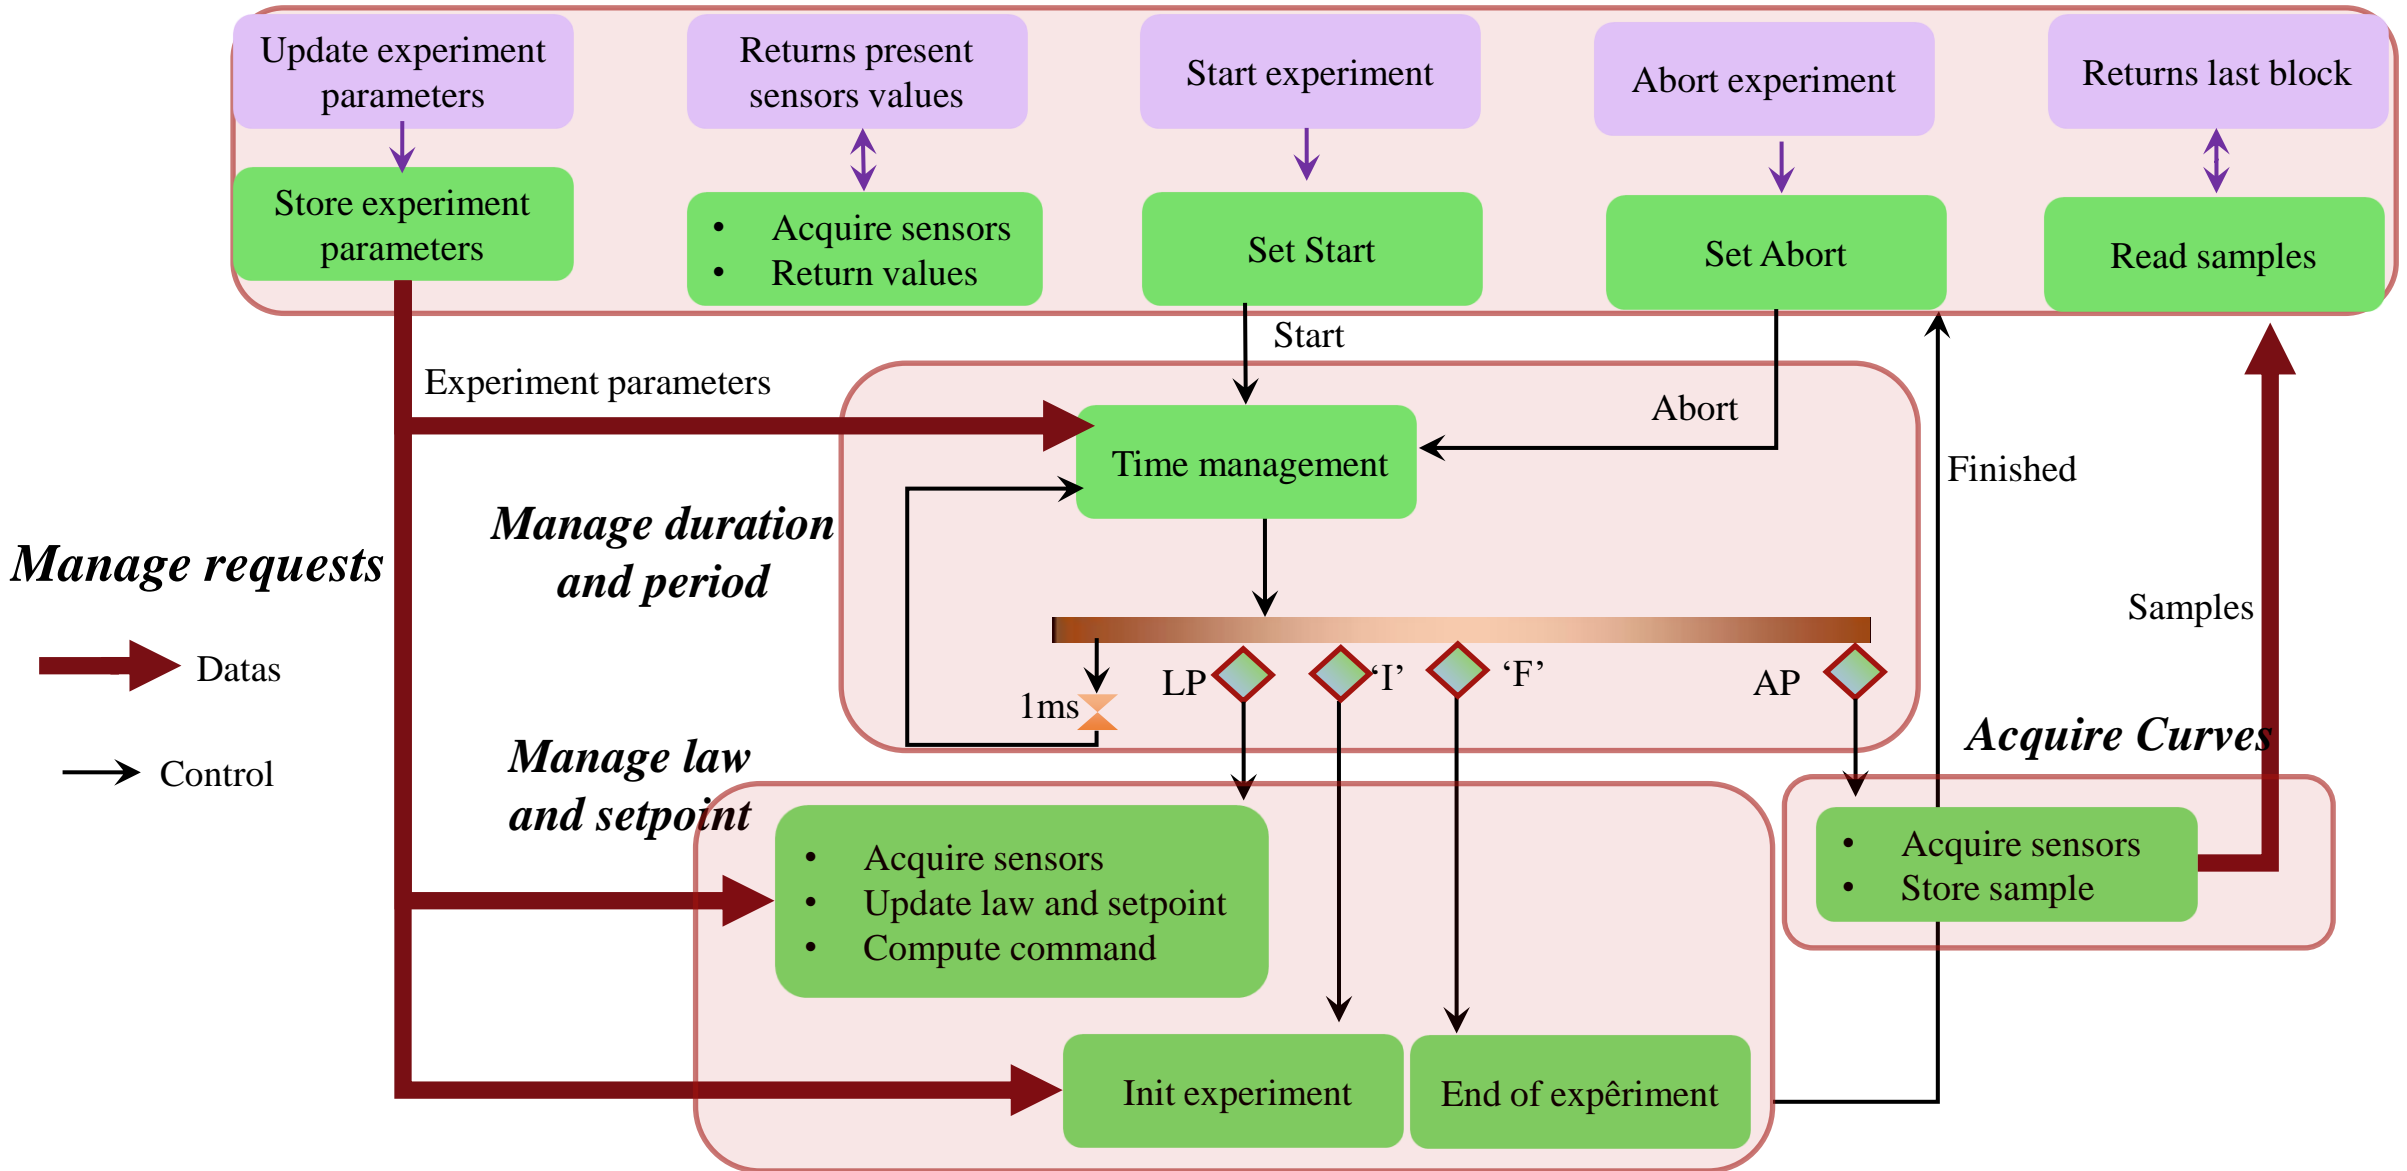 Update experiment
parameters
Returns present
sensors values
Start experiment
Abort experiment
Returns last block
Store experiment
parameters
• Acquire sensors
• Return values
Set Start
Set Abort
Read samples
Start
Experiment parameters
Abort
Time management
Finished
Manage duration
and period
Manage requests
Samples
Datas
LP
‘I’
‘F’
AP
1ms
Control
Manage law
and setpoint
Acquire Curves
• Acquire sensors
• Update law and setpoint
• Compute command
• Acquire sensors
• Store sample
Init experiment
End of expêriment